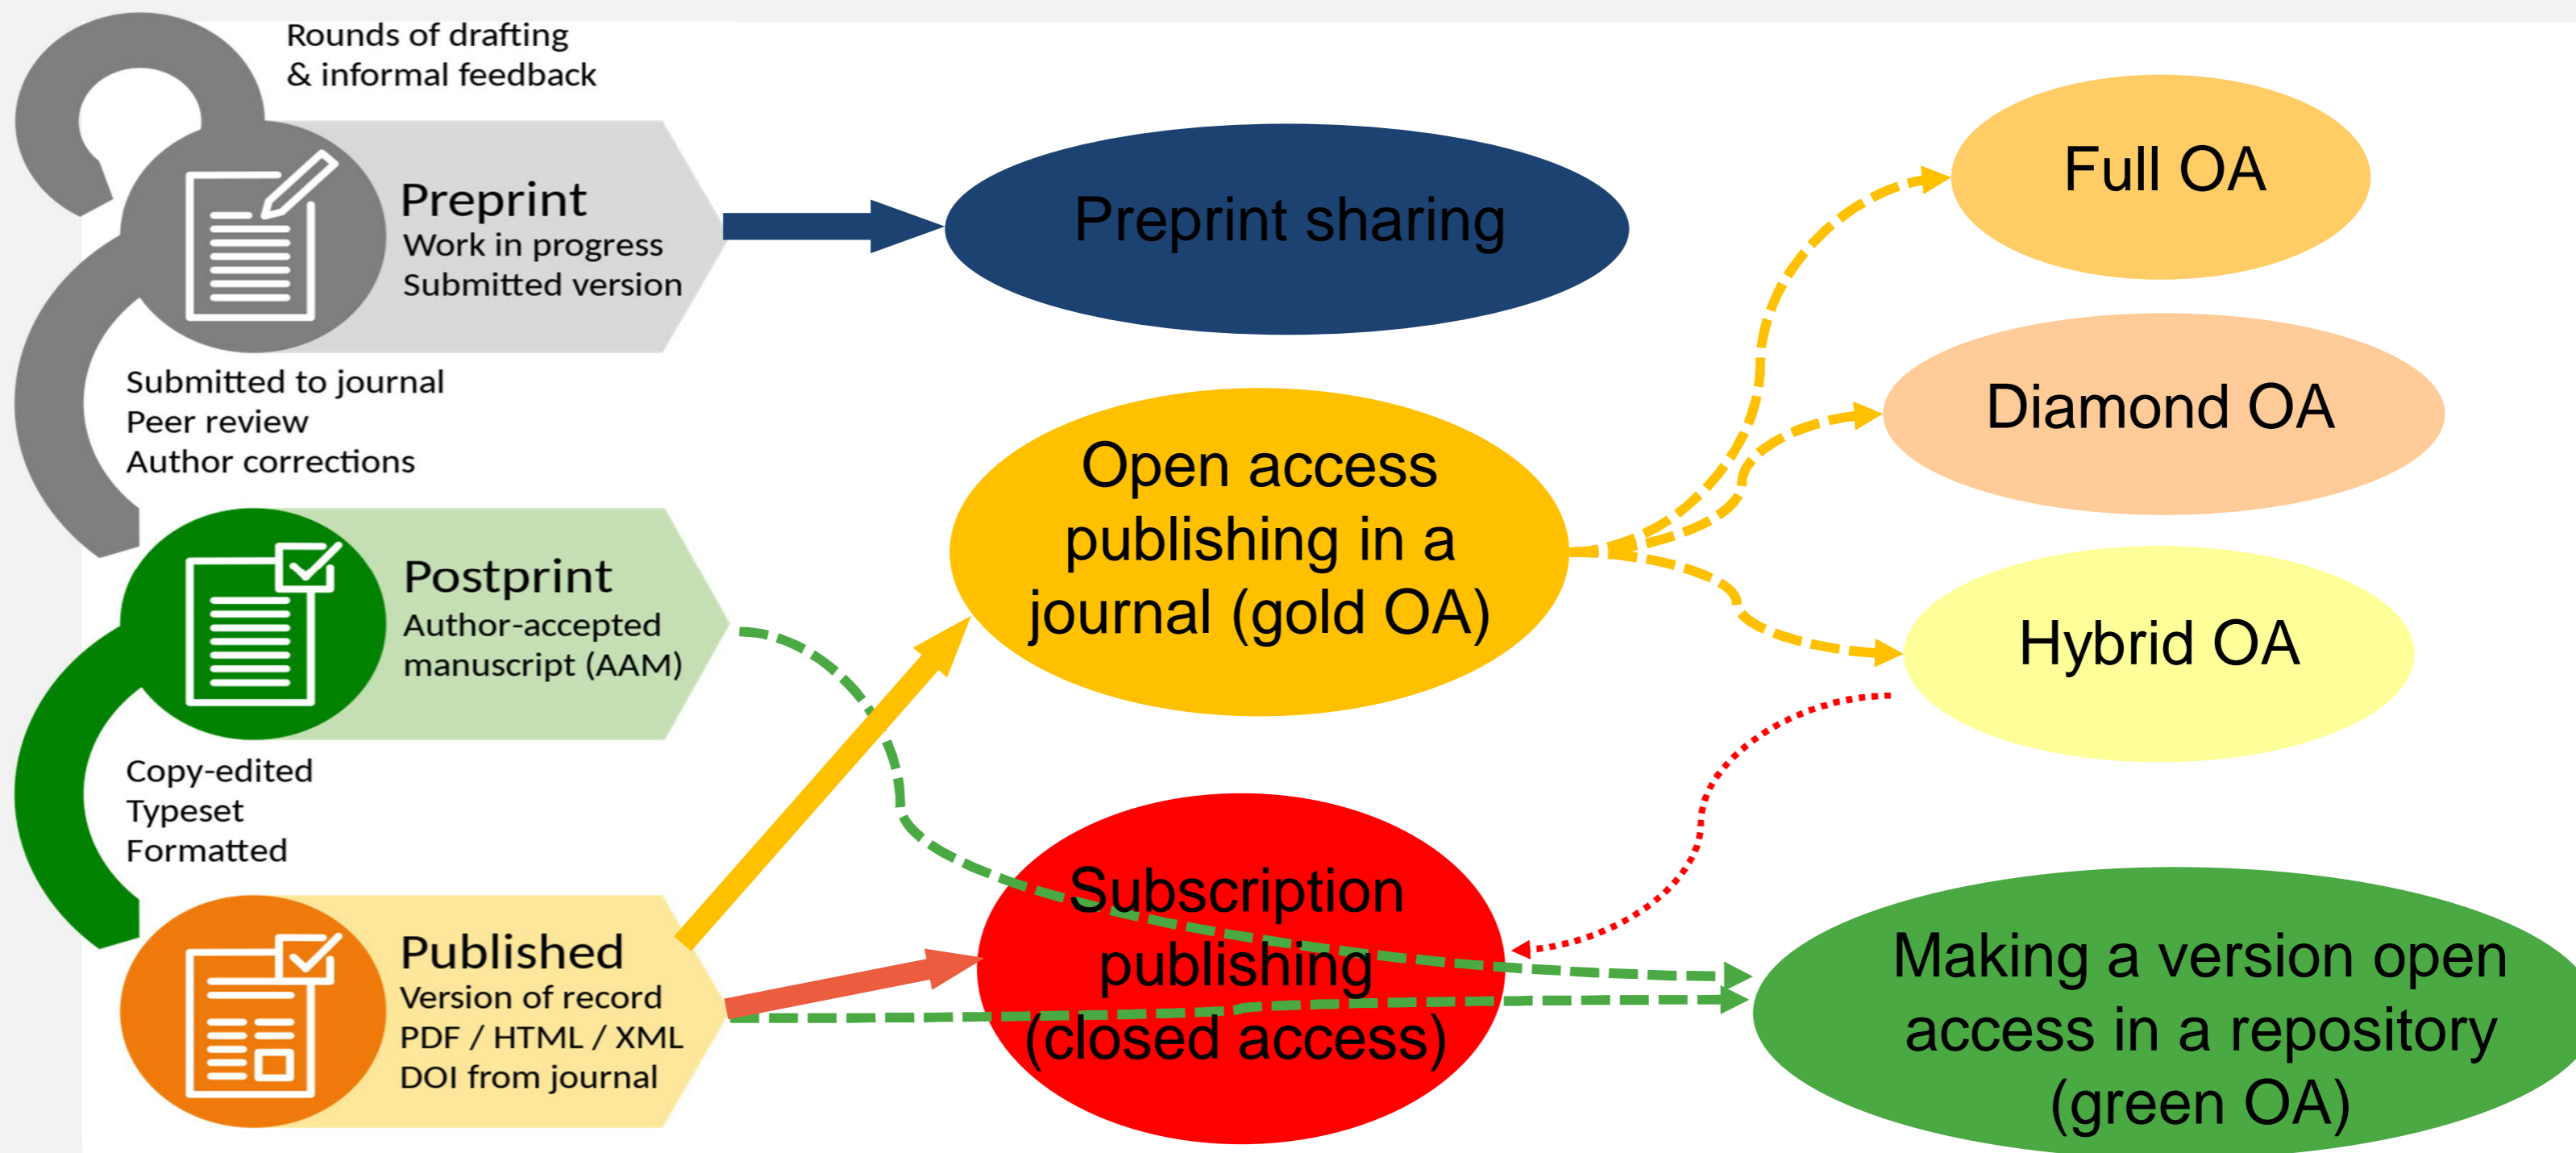 Rounds of drafting
& informal feedback
Preprint
Work in progress
Submitted version
Submitted to journal
Peer review
Author corrections
Postprint
Author-accepted
manuscript (AAM)
Copy-edited
Typeset
Formatted
Published
Version of record
PDF / HTML / XML
DOI from journal
Preprint sharing
Open access
publishing in a
journal (gold OA)
Subscription
publishing
(closed access)
Full OA
Diamond OA
Hybrid OA
Making a version open
access in a repository
(green OA)